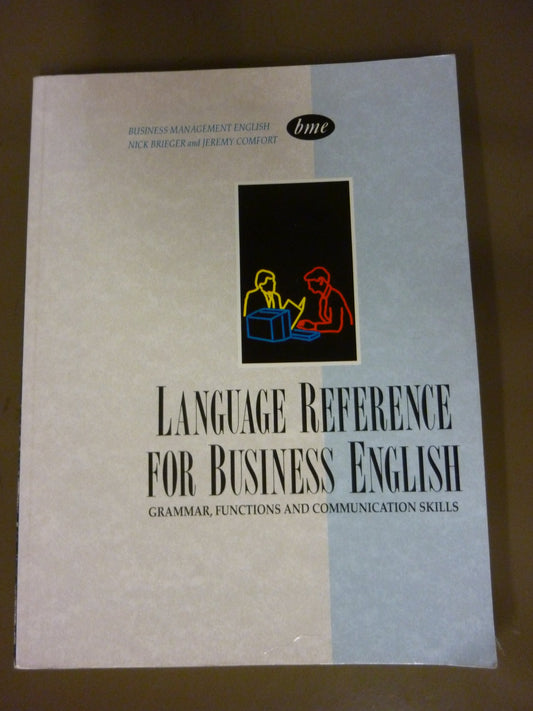 BUSINESS MANAGEMENT ENGLISH
NICK BRIEGER and JEREMY COMFORT
bme
LANGUAGE REFERENCE
FOR BUSINESS ENGLISH
GRAMMAR, FUNCTIONS AND COMMUNICATION SKILLS